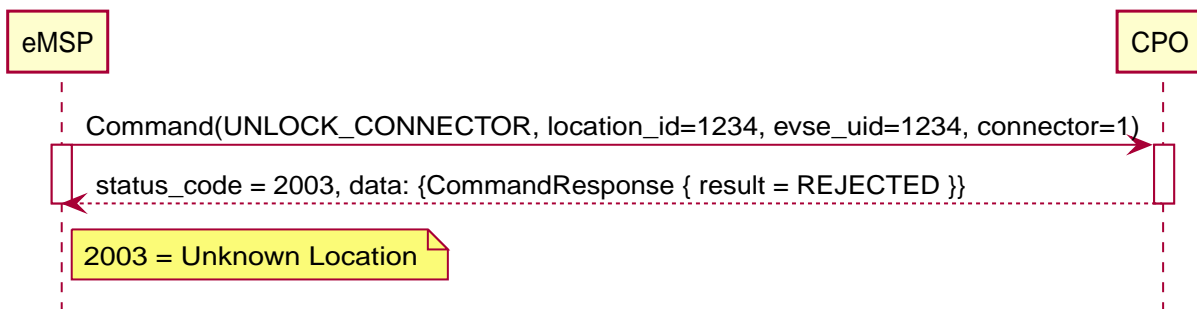 eMSP
CPO
Command(UNLOCK_CONNECTOR, location_id=1234, evse_uid=1234, connector=1)
status_code = 2003, data: {CommandResponse { result = REJECTED }}
2003 = Unknown Location